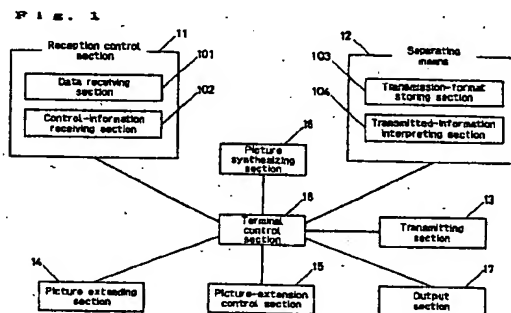 Fig. 1
11
Reception control
section
101
Data receiving
section
102
Control-information
receiving section
12
Separating
means
103
Transmission-format
storing section
104
Transmitted-information
interpreting section
16
Picture
synthesizing
section
18
Terminal
control
section
13
Transmitting
section
14
Picture extending
section
15
Picture-extension
control section
17
Output
section